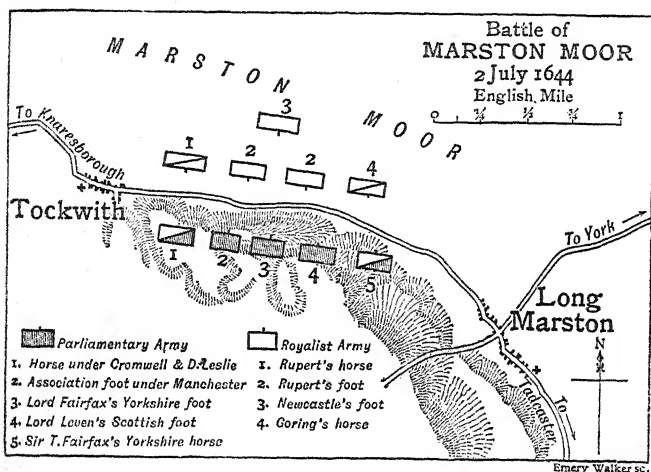 Battle of
MARSTON MOOR
2 July 1644
English Mile
0 ¼ ½ ¾ 1
MARSTON MOOR
To Knaresborough
Tockwith
3
1 2 2 4
1 2 3 4 5
To York
Long
Marston
N
To Tadcaster
Parliamentary Army
1. Horse under Cromwell & D. Leslie
2. Association foot under Manchester
3. Lord Fairfax's Yorkshire foot
4. Lord Leven's Scottish foot
5. Sir T. Fairfax's Yorkshire horse
Royalist Army
1. Rupert's horse
2. Rupert's foot
3. Newcastle's foot
4. Goring's horse
Emery Walker sc.